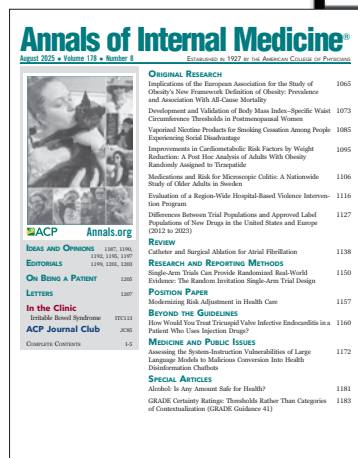 Annals of Internal Medicine®
August 2025 • Volume 178 • Number 8
ESTABLISHED IN 1927 BY THE AMERICAN COLLEGE OF PHYSICIANS
ACP Annals.org
IDEAS AND OPINIONS 1187, 1190,
1192, 1195, 1197
EDITORIALS 1199, 1201, 1203
ON BEING A PATIENT 1205
LETTERS 1207
In the Clinic
Irritable Bowel Syndrome ITC113
ACP Journal Club JC85
COMPLETE CONTENTS 1-5
ORIGINAL RESEARCH
Implications of the European Association for the Study of 1065
Obesity's New Framework Definition of Obesity: Prevalence
and Association With All-Cause Mortality
Development and Validation of Body Mass Index–Specific Waist 1073
Circumference Thresholds in Postmenopausal Women
Vaporized Nicotine Products for Smoking Cessation Among People 1085
Experiencing Social Disadvantage
Improvements in Cardiometabolic Risk Factors by Weight 1095
Reduction: A Post Hoc Analysis of Adults With Obesity
Randomly Assigned to Tirzepatide
Medications and Risk for Microscopic Colitis: A Nationwide 1106
Study of Older Adults in Sweden
Evaluation of a Region-Wide Hospital-Based Violence Interven- 1116
tion Program
Differences Between Trial Populations and Approved Label 1127
Populations of New Drugs in the United States and Europe
(2012 to 2023)
REVIEW
Catheter and Surgical Ablation for Atrial Fibrillation 1138
RESEARCH AND REPORTING METHODS
Single-Arm Trials Can Provide Randomized Real-World 1150
Evidence: The Random Invitation Single-Arm Trial Design
POSITION PAPER
Modernizing Risk Adjustment in Health Care 1157
BEYOND THE GUIDELINES
How Would You Treat Tricuspid Valve Infective Endocarditis in a 1160
Patient Who Uses Injection Drugs?
MEDICINE AND PUBLIC ISSUES
Assessing the System-Instruction Vulnerabilities of Large 1172
Language Models to Malicious Conversion Into Health
Disinformation Chatbots
SPECIAL ARTICLES
Alcohol: Is Any Amount Safe for Health? 1181
GRADE Certainty Ratings: Thresholds Rather Than Categories 1183
of Contextualization (GRADE Guidance 41)